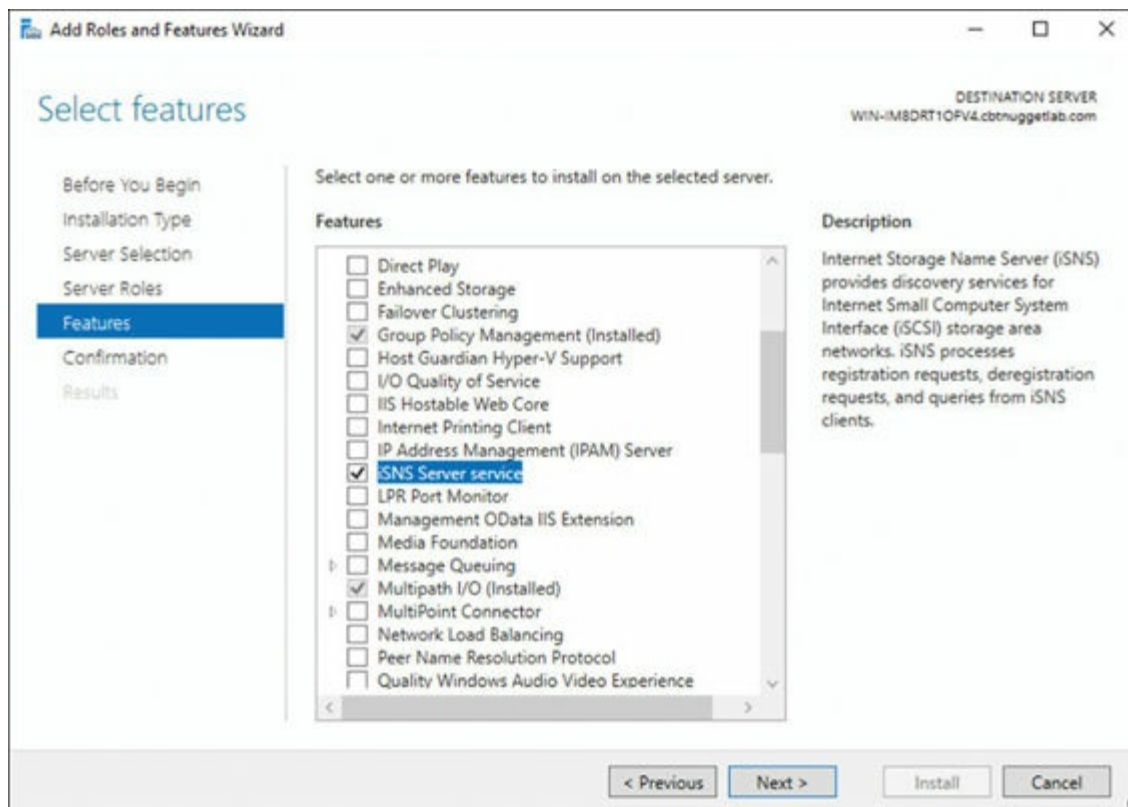 Add Roles and Features Wizard
Select features
DESTINATION SERVER
WIN-IM8DRT1OFV4.cbtnuggetlab.com
Before You Begin
Installation Type
Server Selection
Server Roles
Features
Confirmation
Results
Select one or more features to install on the selected server.
Features
Direct Play
Enhanced Storage
Failover Clustering
Group Policy Management (Installed)
Host Guardian Hyper-V Support
I/O Quality of Service
IIS Hostable Web Core
Internet Printing Client
IP Address Management (IPAM) Server
iSNS Server service
LPR Port Monitor
Management OData IIS Extension
Media Foundation
Message Queuing
Multipath I/O (Installed)
MultiPoint Connector
Network Load Balancing
Peer Name Resolution Protocol
Quality Windows Audio Video Experience
Description
Internet Storage Name Server (iSNS)
provides discovery services for
Internet Small Computer System
Interface (iSCSI) storage area
networks. iSNS processes
registration requests, deregistration
requests, and queries from iSNS
clients.
< Previous
Next >
Install
Cancel